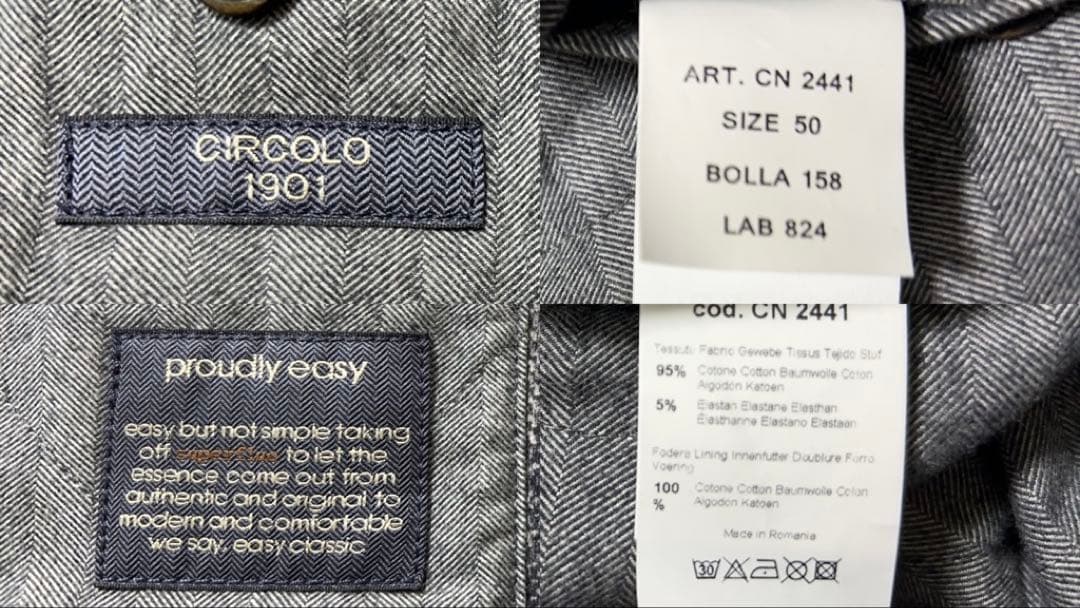 CIRCOLO
1901
ART. CN 2441
SIZE 50
BOLLA 158
LAB 824
proudly easy
easy but not simple taking
off superfluo to let the
essence come out from
authentic and original to
modern and comfortable
we say, easy classic
cod. CN 2441
Tessuto Fabric Gewebe Tissus Tejido Stof
95% Cotone Cotton Baumwolle Coton
Algodon Katoen
5% Elastan Elastane Elasthan
Elasthanne Elastano Elastaan
Fodera Lining Innenfutter Doublure Forro
Voering
100 Cotone Cotton Baumwolle Coton
% Algodon Katoen
Made in Romania
30